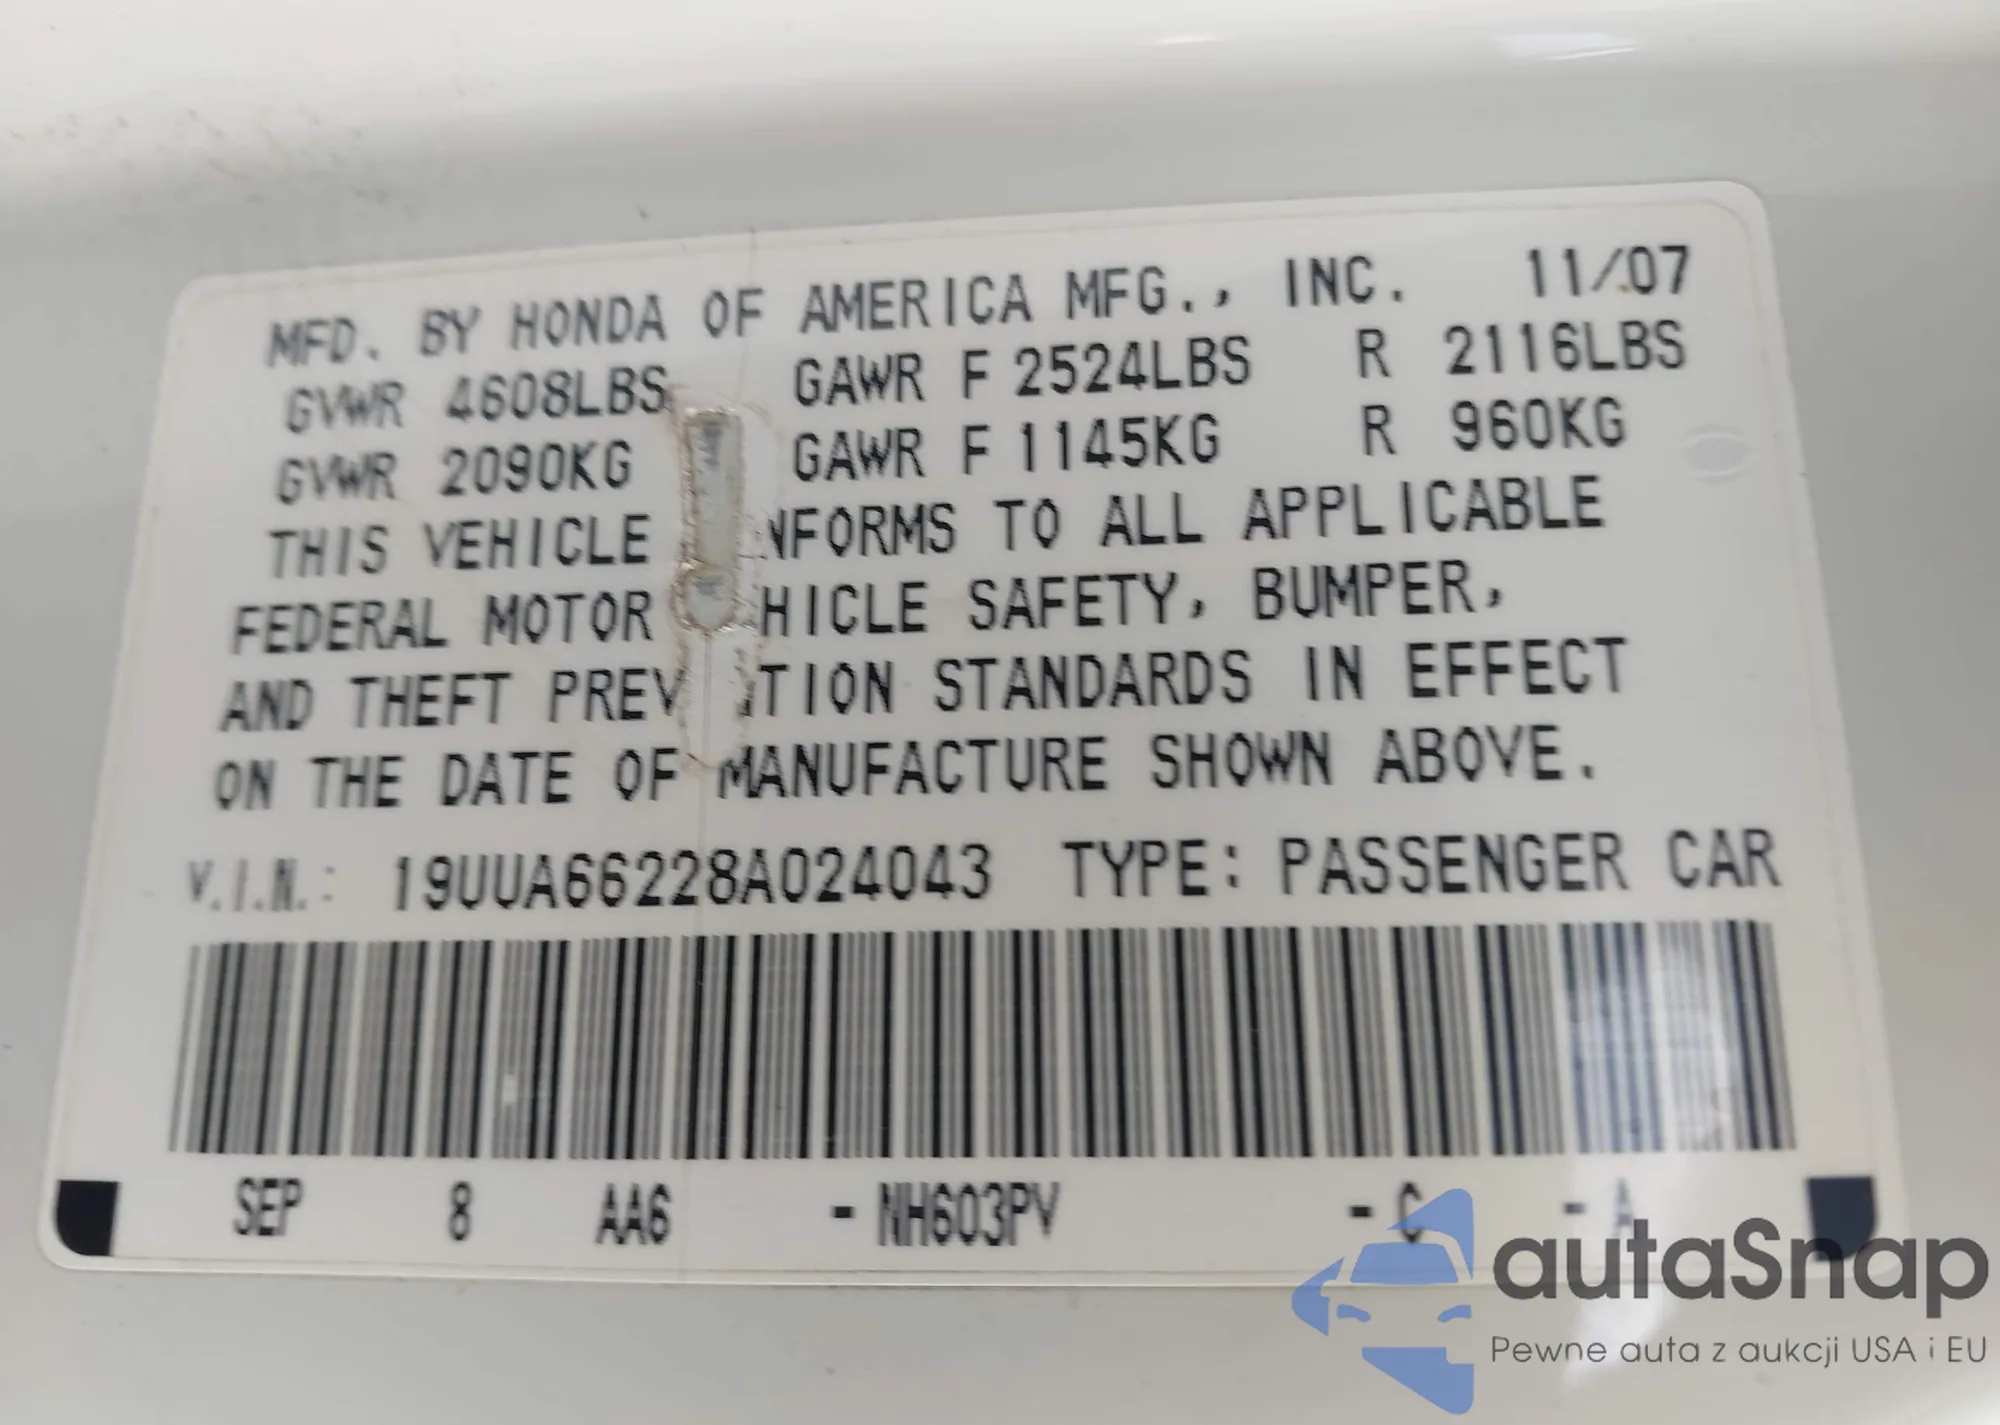 MFD. BY HONDA OF AMERICA MFG., INC. 11/07
GVWR 4608LBS GAWR F 2524LBS R 2116LBS
GVWR 2090KG GAWR F 1145KG R 960KG
THIS VEHICLE NFORMS TO ALL APPLICABLE
FEDERAL MOTOR HICLE SAFETY, BUMPER,
AND THEFT PREV TION STANDARDS IN EFFECT
ON THE DATE OF MANUFACTURE SHOWN ABOVE.
V.I.N.: 19UUA66228A024043 TYPE: PASSENGER CAR
SEP 8 AA6 - NH603PV - C - A
autaSnap
Pewne auta z aukcji USA i EU